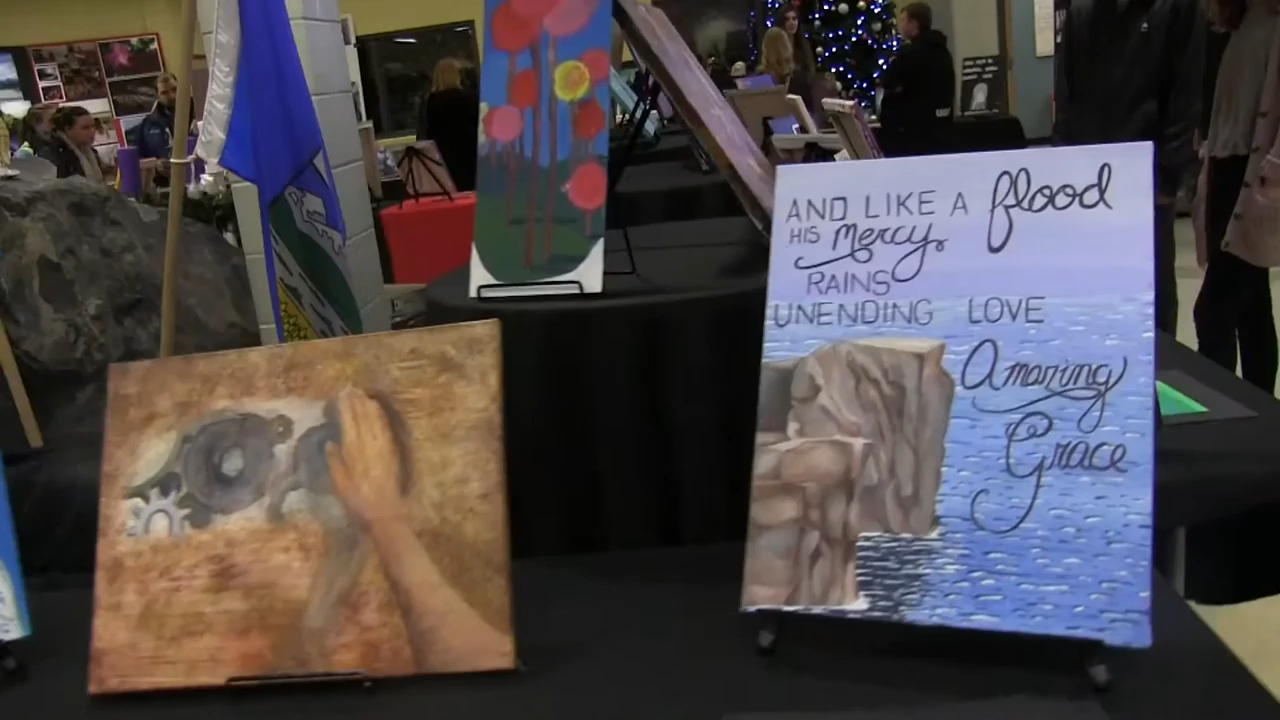 AND LIKE A flood
HIS Mercy
RAINS
UNENDING LOVE
Amazing
Grace